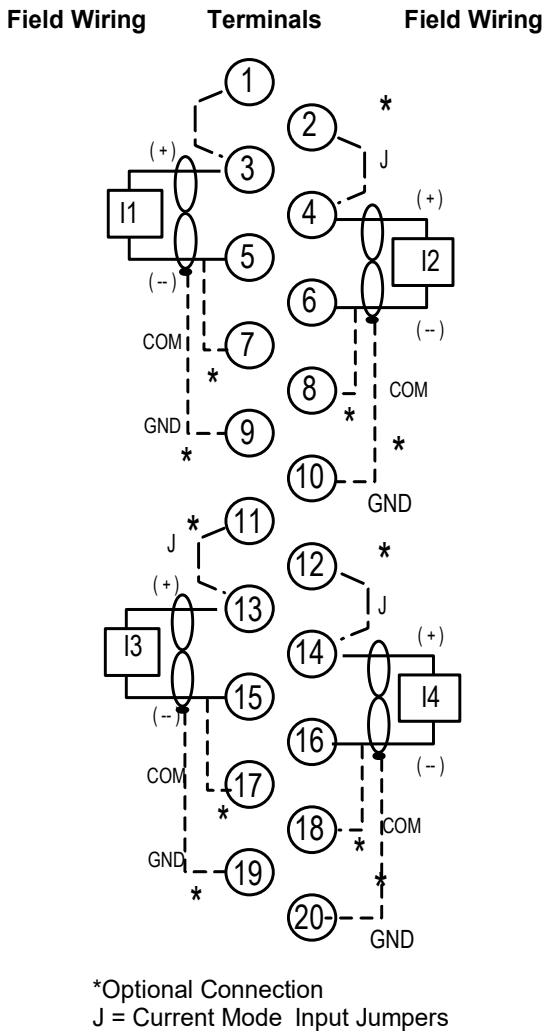 Field Wiring Terminals Field Wiring
1
*
2
J
(+)
3
4
(+)
I1
5
I2
(--)
6
(--)
COM
7
*
8
COM
*
GND
9
*
*
10
GND
*
11
J
*
12
(+)
13
J
I3
14
(+)
15
I4
(--)
16
(--)
COM
17
*
18
COM
*
GND
19
*
*
20
GND
*Optional Connection
J = Current Mode Input Jumpers